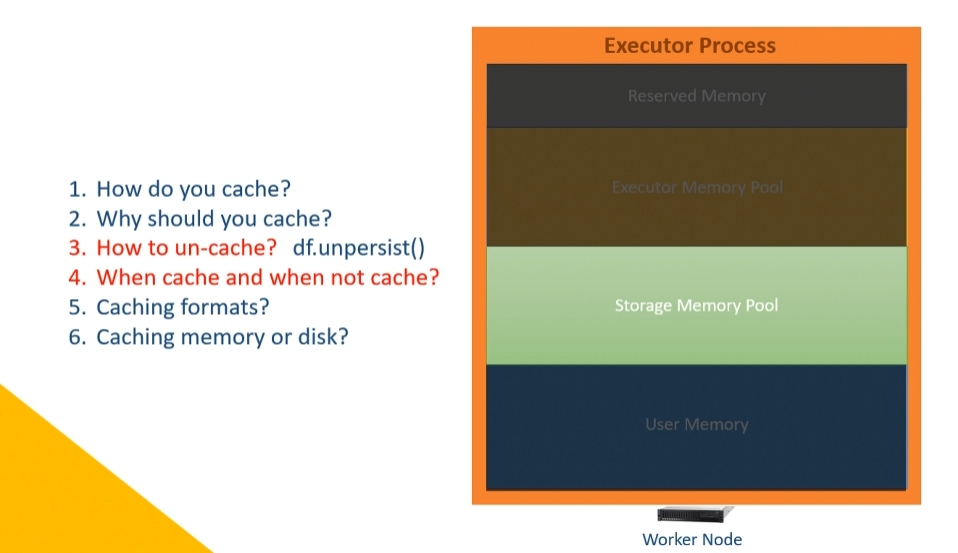 1. How do you cache?
2. Why should you cache?
3. How to un-cache? df.unpersist()
4. When cache and when not cache?
5. Caching formats?
6. Caching memory or disk?
Executor Process
Reserved Memory
Executor Memory Pool
Storage Memory Pool
User Memory
Worker Node